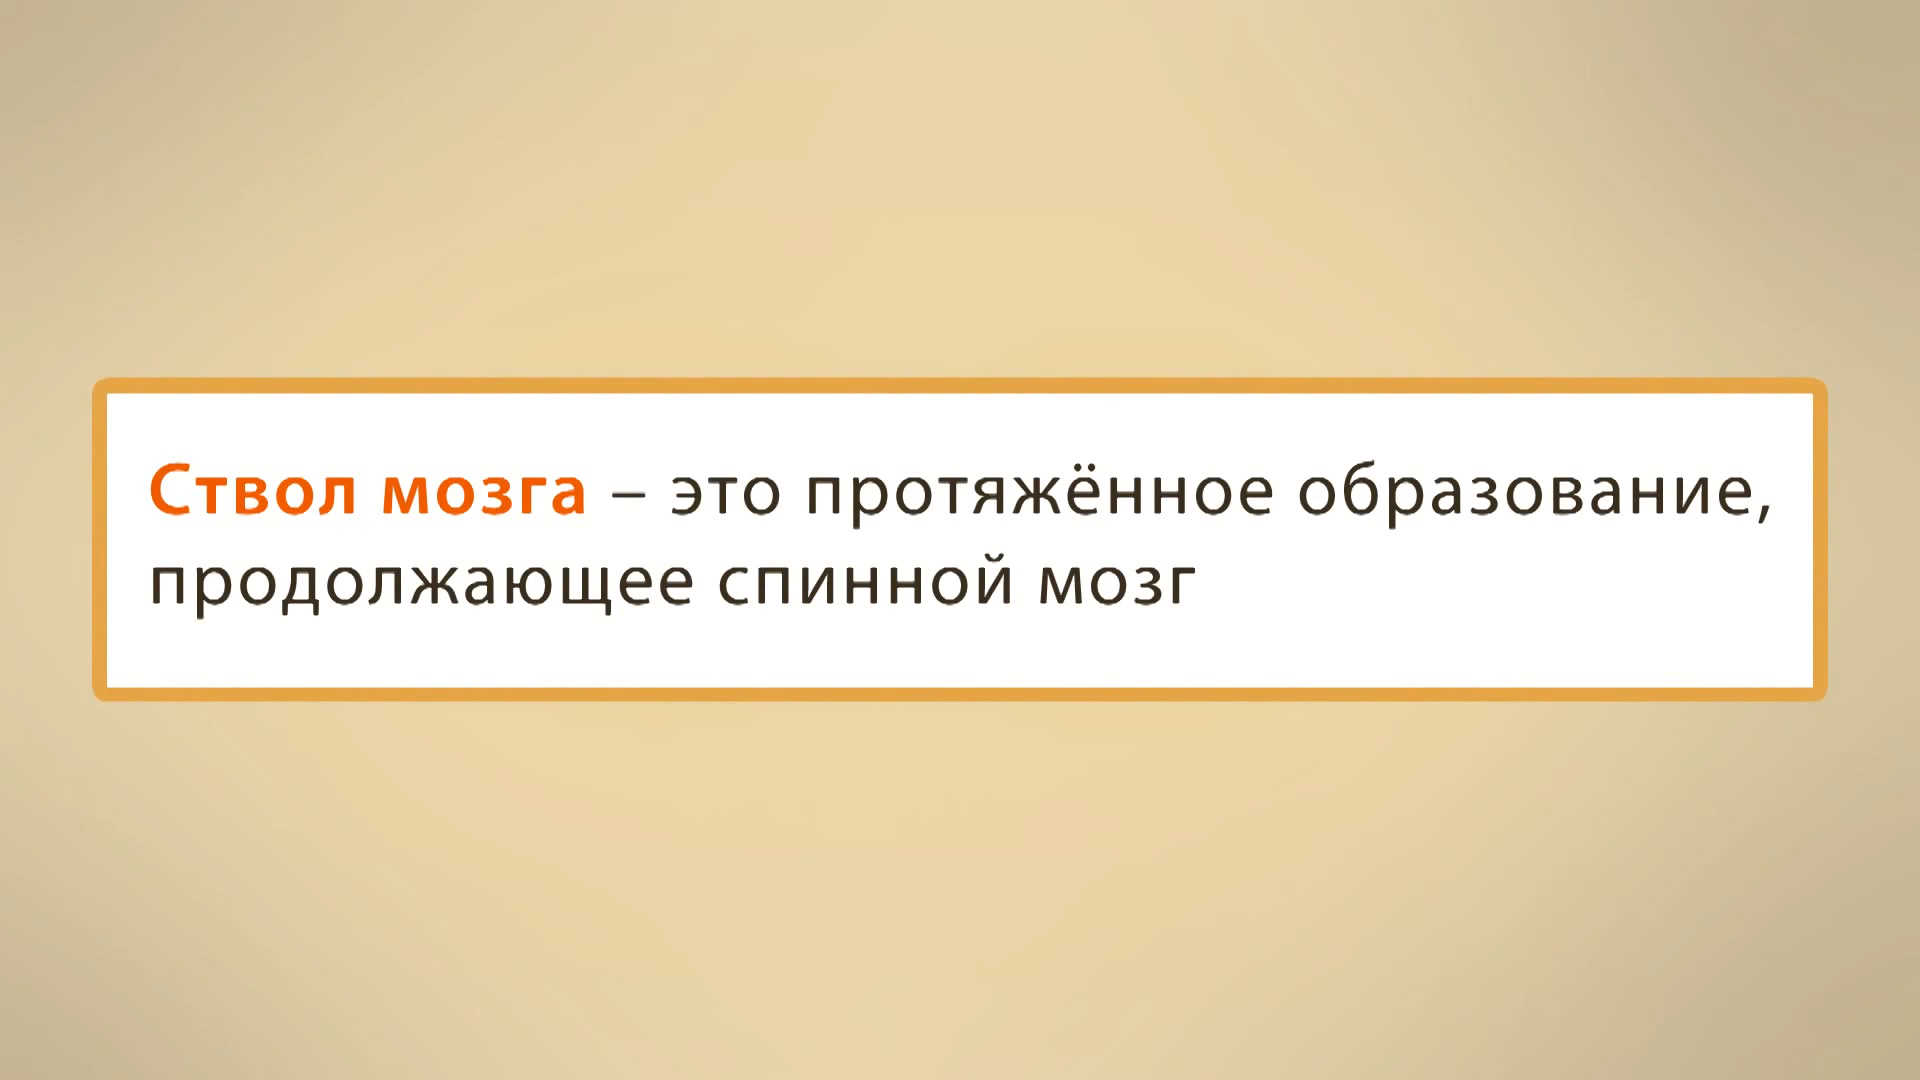 Ствол мозга – это протяжённое образование,
продолжающее спинной мозг